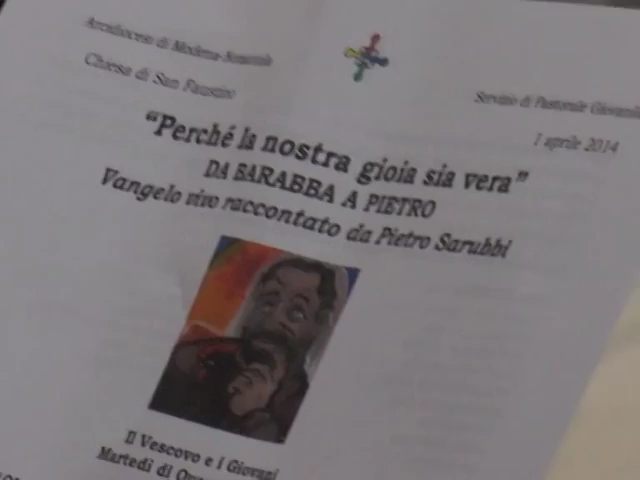 Arcidiocesi di Modena-Nonantola
Chiesa di San Faustino
Servizio di Pastorale Giovanile
1 aprile 2014
“Perché la nostra gioia sia vera”
DA BARABBA A PIETRO
Vangelo vivo raccontato da Pietro Sarubbi
Il Vescovo e i Giovani
Martedì di